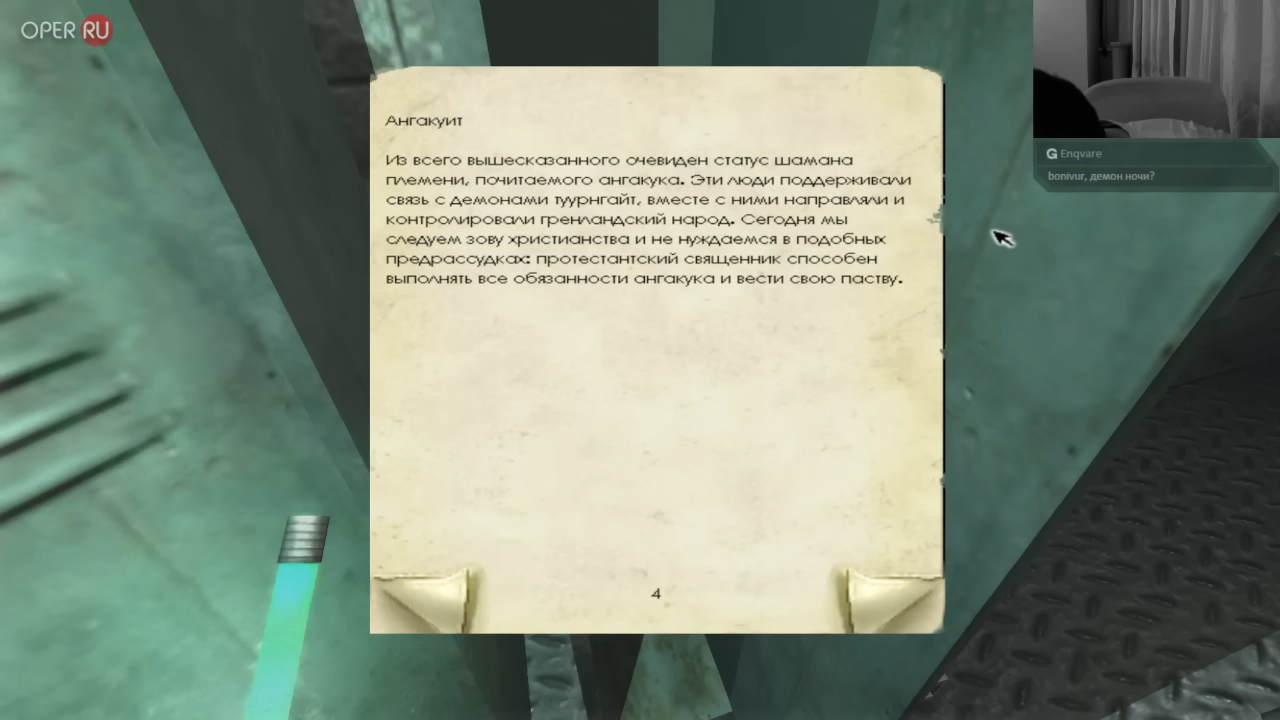 OPER RU
Ангакуит
Из всего вышесказанного очевиден статус шамана
племени, почитаемого ангакука. Эти люди поддерживали
связь с демонами туурнгайт, вместе с ними направляли и
контролировали гренландский народ. Сегодня мы
следуем зову христианства и не нуждаемся в подобных
предрассудках: протестантский священник способен
выполнять все обязанности ангакука и вести свою паству.
4
G Enqvare
bonivur, демон ночи?